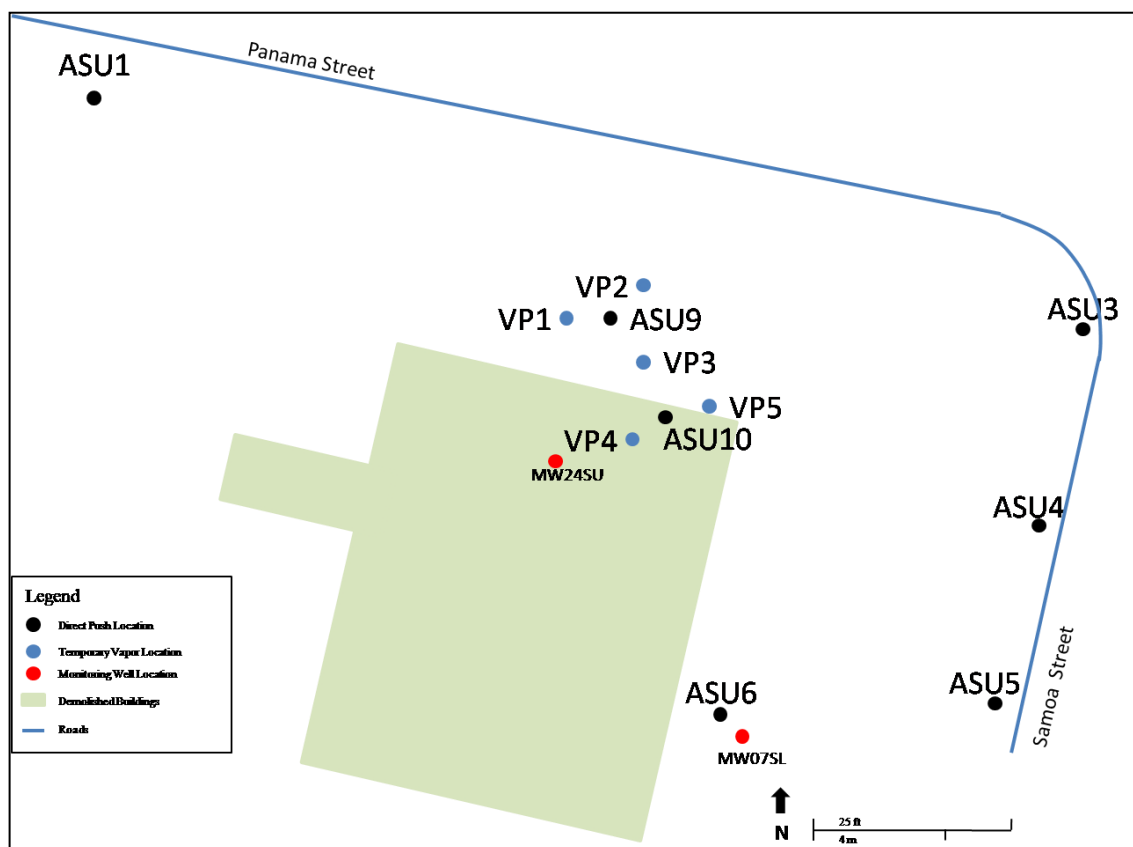 Panama Street
ASU1
VP2
VP1
ASU9
ASU3
VP3
VP5
VP4
ASU10
MW24SU
ASU4
Legend
Direct Push Location
Temporary Vapor Location
Monitoring Well Location
Demolished Buildings
Roads
ASU6
ASU5
Samoa Street
MW07SL
N
25 ft
4 m